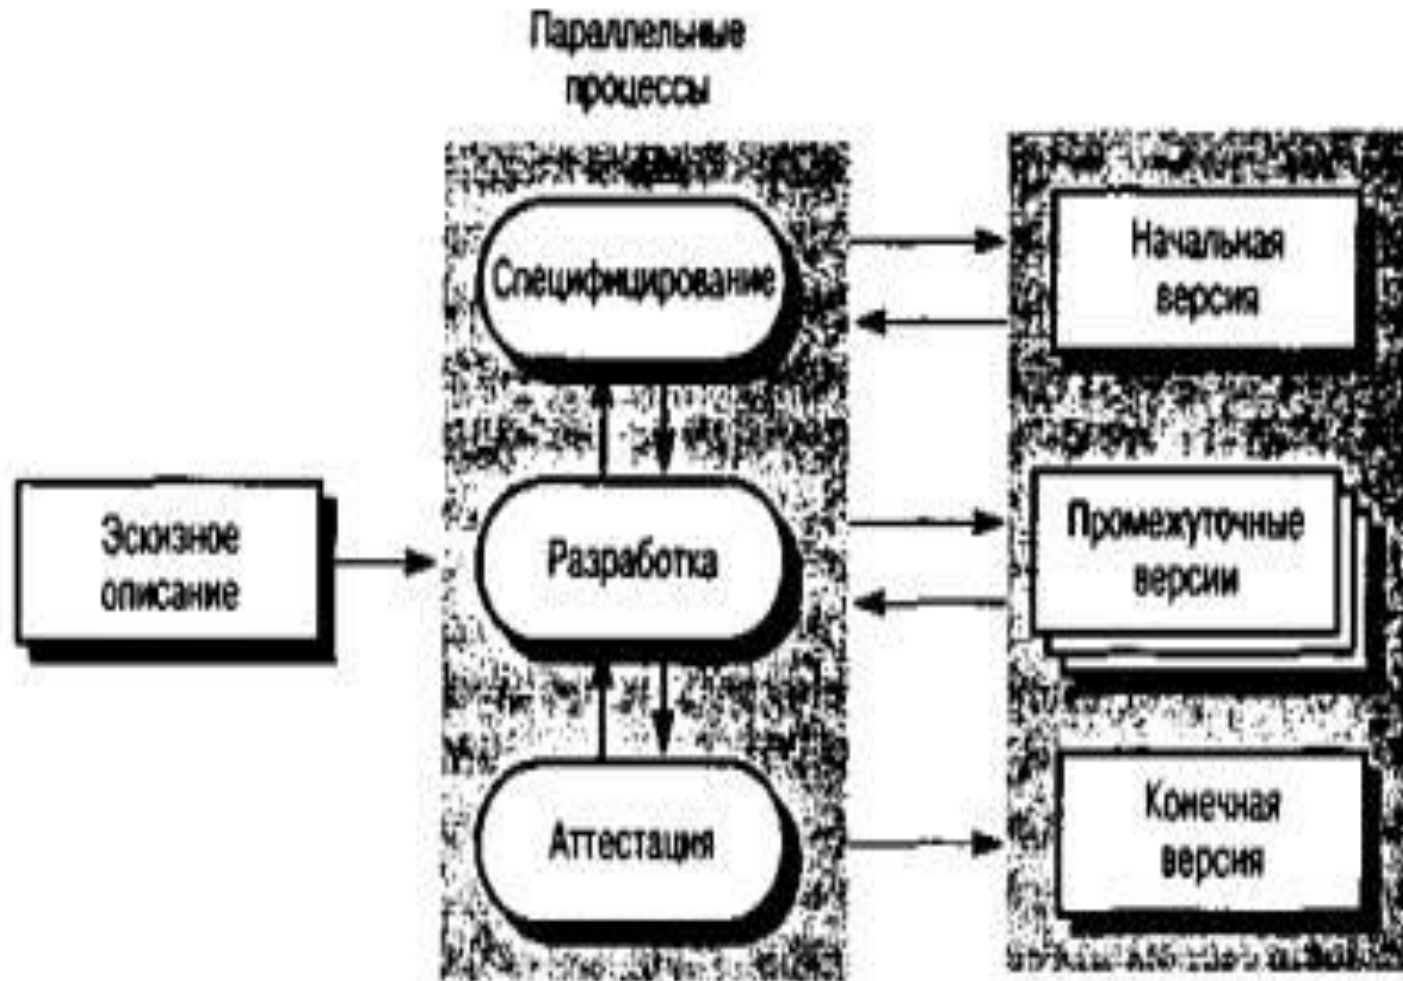 Параллельные
процессы
Специфицирование
Начальная
версия
Эскизное
описание
Разработка
Промежуточные
версии
Аттестация
Конечная
версия